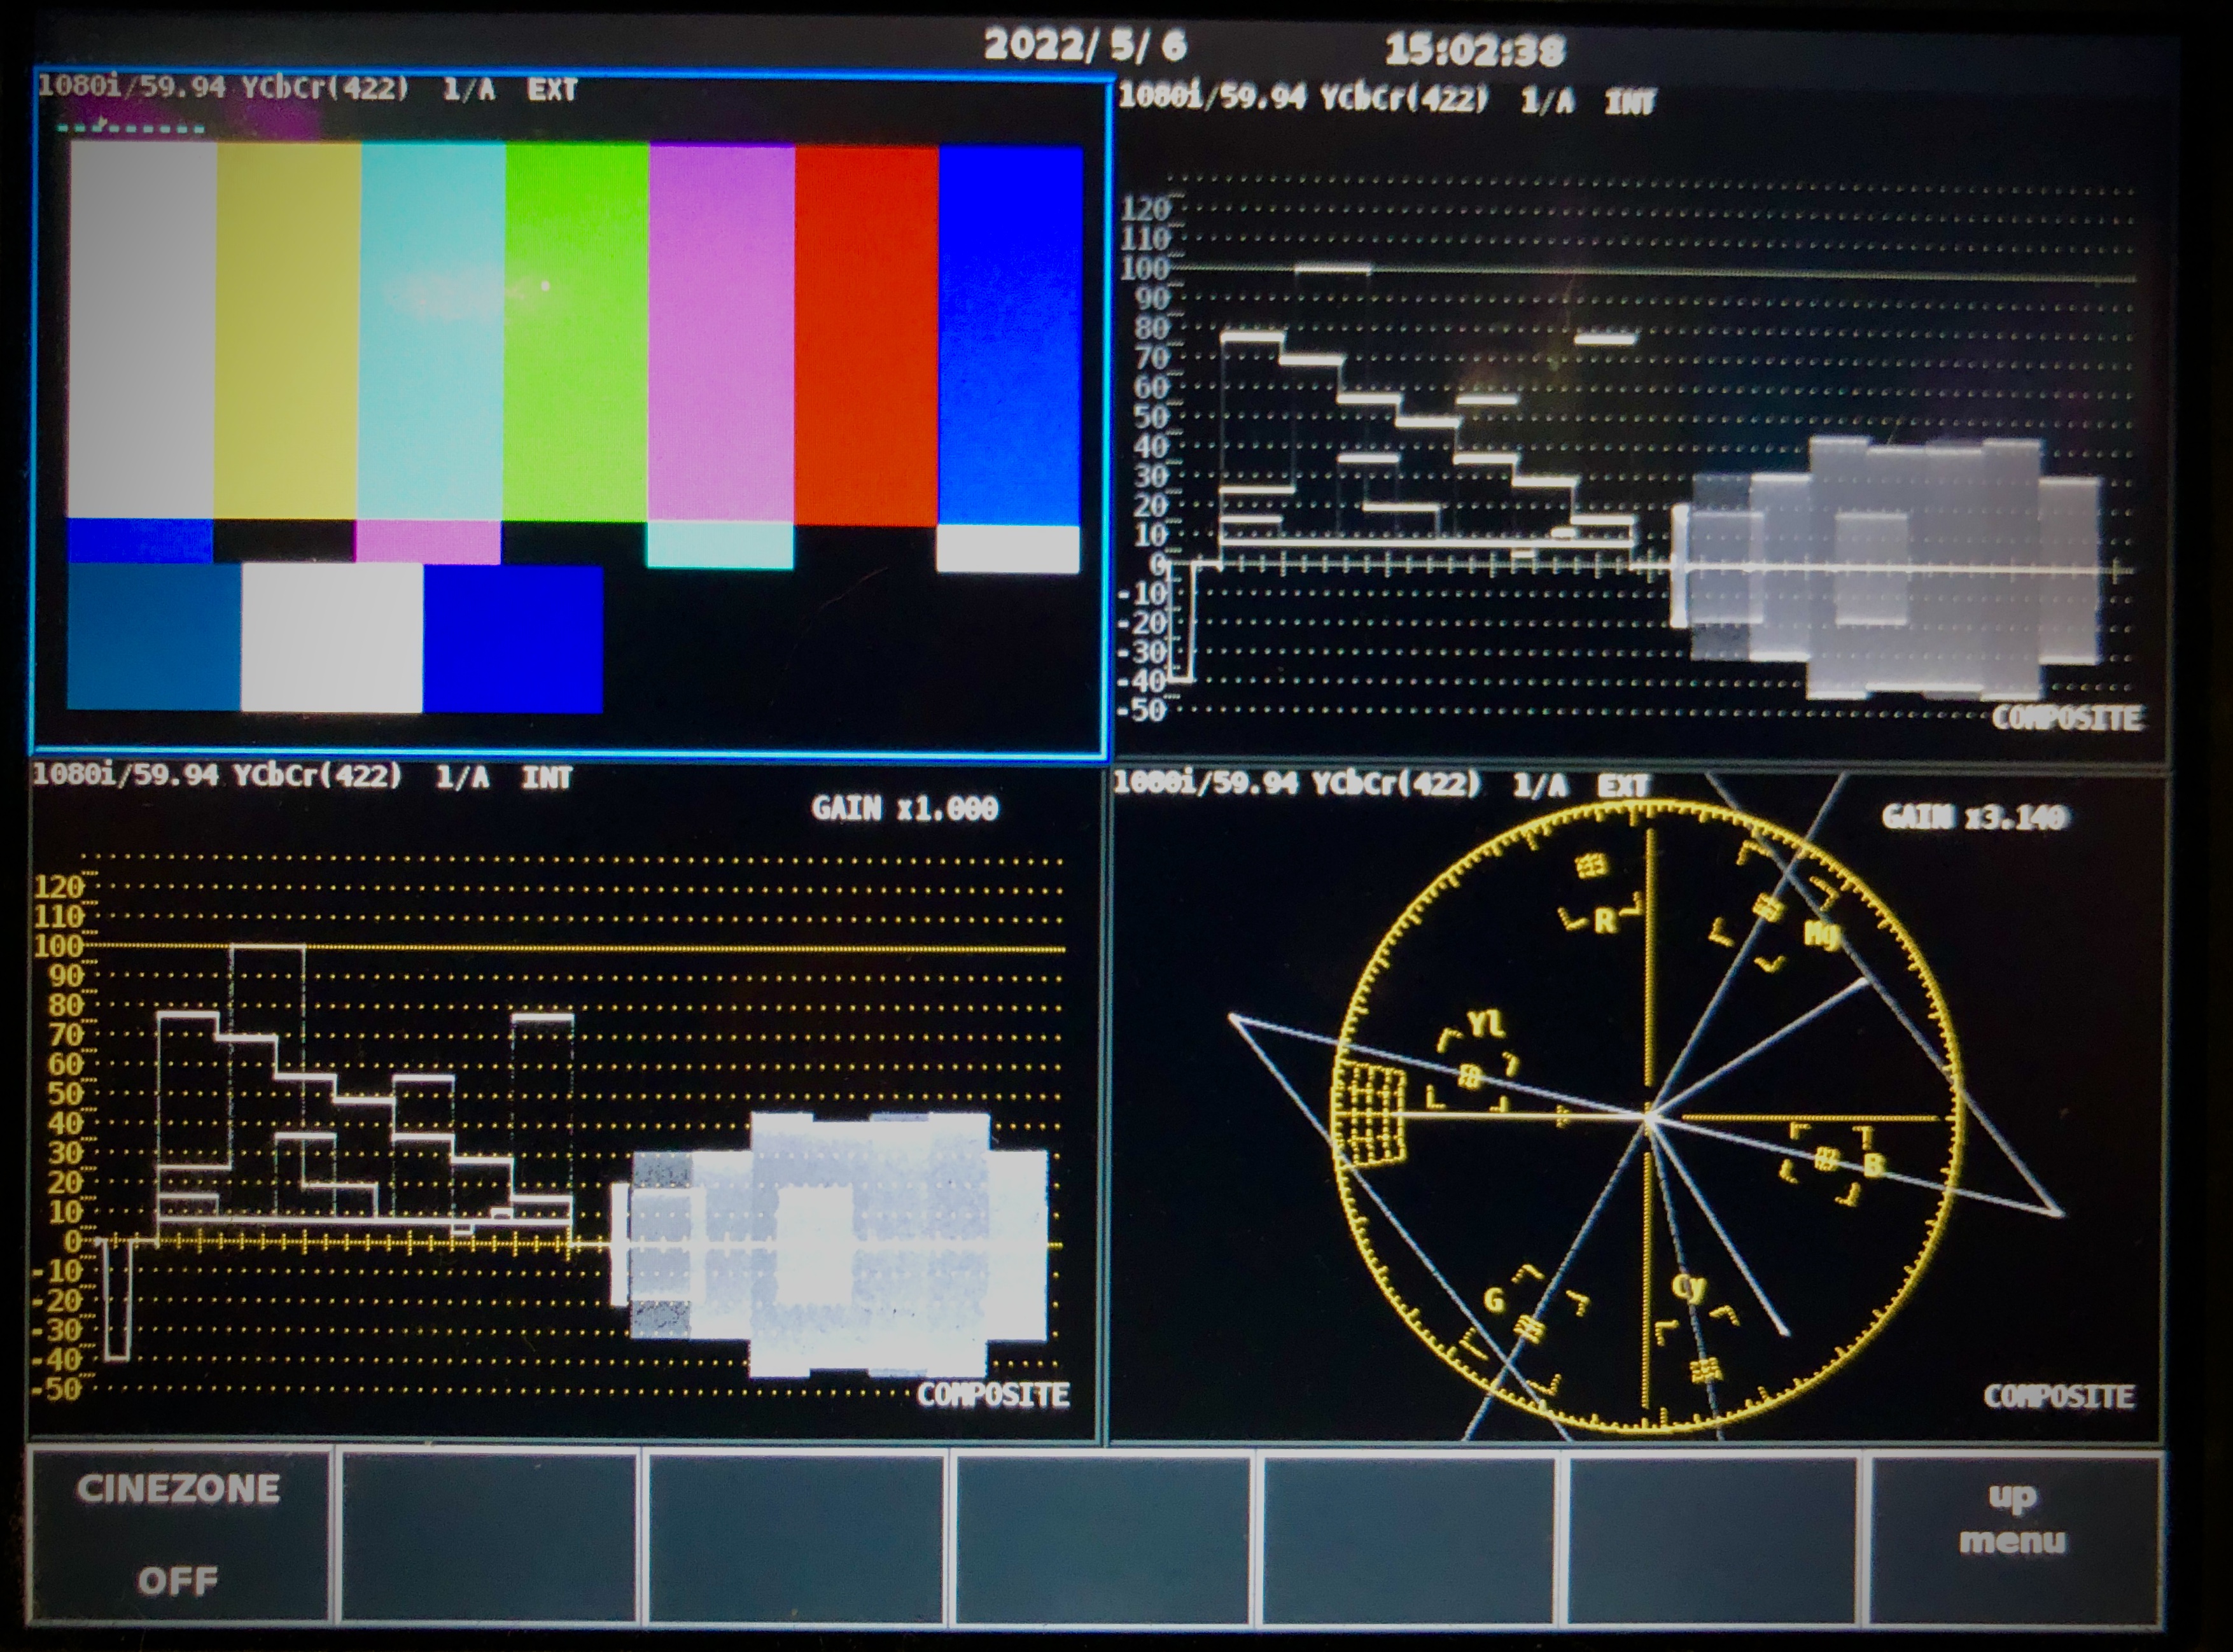 2022/ 5/ 6 15:02:38
1080i/59.94 YCbCr(422) 1/A EXT
1080i/59.94 YCbCr(422) 1/A INT
120
110
100
90
80
70
60
50
40
30
20
10
0
-10
-20
-30
-40
-50
COMPOSITE
1080i/59.94 YCbCr(422) 1/A INT
GAIN x1.000
120
110
100
90
80
70
60
50
40
30
20
10
0
-10
-20
-30
-40
-50
COMPOSITE
1080i/59.94 YCbCr(422) 1/A EXT
GAIN x3.140
R
Mg
Yl
B
G
Cy
COMPOSITE
CINEZONE
OFF
up
menu